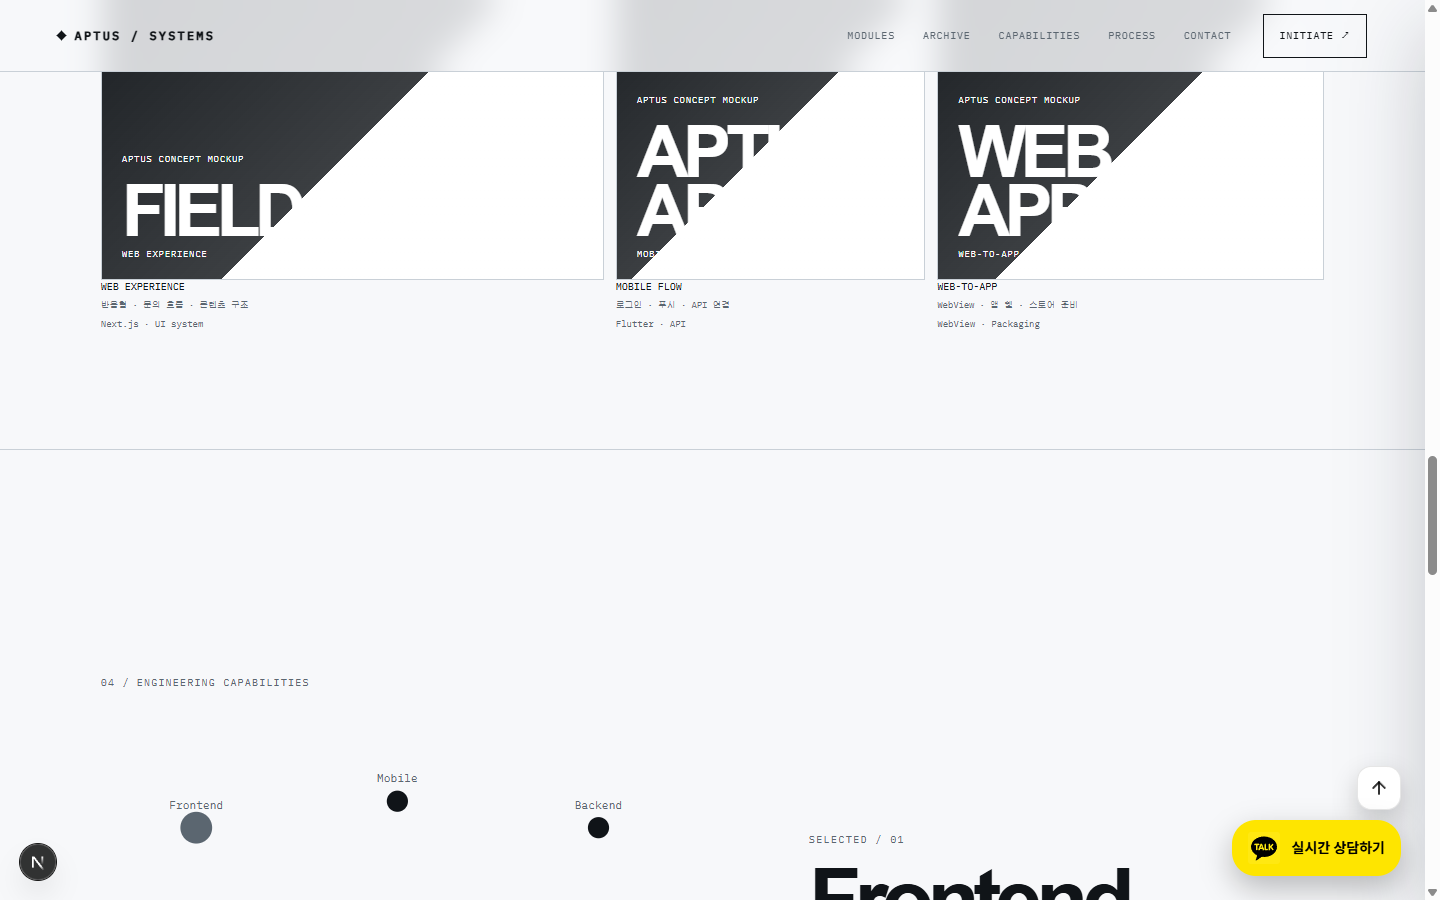 APTUS / SYSTEMS
MODULES
ARCHIVE
CAPABILITIES
PROCESS
CONTACT
INITIATE ↗
APTUS CONCEPT MOCKUP
FIELD
WEB EXPERIENCE
WEB EXPERIENCE
반응형 · 문의 흐름 · 콘텐츠 구조
Next.js · UI system
APTUS CONCEPT MOCKUP
MOBILE FLOW
로그인 · 푸시 · API 연결
Flutter · API
APTUS CONCEPT MOCKUP
WEB
APP
WEB-TO-APP
WEB-TO-APP
WebView · 앱 쉘 · 스토어 준비
WebView · Packaging
04 / ENGINEERING CAPABILITIES
Mobile
Frontend
Backend
SELECTED / 01
Frontend
N
TALK
실시간 상담하기